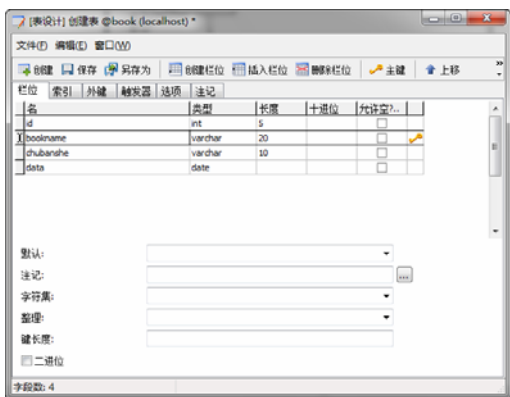 [表设计] 创建表 @book (localhost) *
文件(F) 编辑(E) 窗口(W)
创建 保存 另存为 创建栏位 插入栏位 删除栏位 主键 上移 »
栏位 索引 外键 触发器 选项 注记
名 类型 长度 十进位 允许空?...
id int 5
bookname varchar 20
chubanshe varchar 10
data date
默认:
注记:
...
字符集:
整理:
键长度:
二进位
字段数: 4